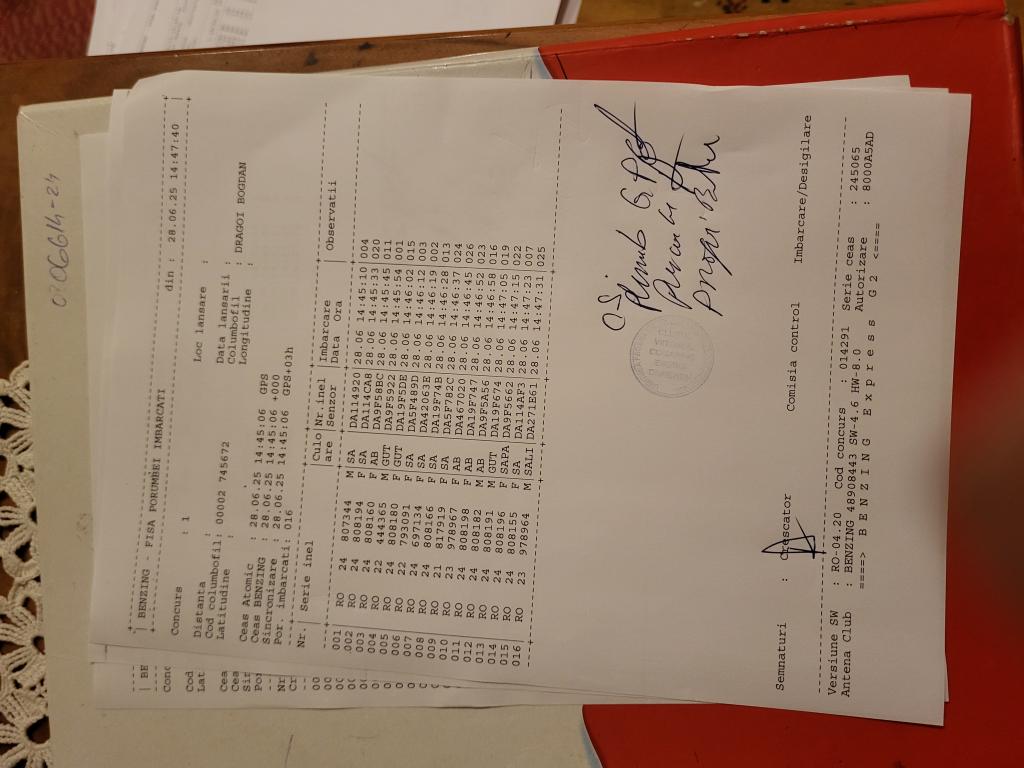 0706614-24
BENZING   FISA PORUMBEI IMBARCATI
din : 28.06.25 14:47:40
Concurs     : 1
Distanta                    Loc lansare     :
Cod columbofil: 00002 745672     Data lansarii :
Latitudine    :                  Columbofil    : DRAGOI BOGDAN
Longitudine   :
Ceas Atomic   : 28.06.25 14:45:06  GPS
Ceas BENZING  : 28.06.25 14:45:06 +000
Sincronizare  : 28.06.25 14:45:06  GPS+03h
Por. imbarcati: 016
Nr. | Serie inel | Culoare | Nr.inel Senzor | Imbarcare Data Ora | Observatii
001 | RO 24 807344 M | SA | DA114920 | 28.06 14:45:10 | 004
002 | RO 24 808194 F | SA | DA114CA8 | 28.06 14:45:33 | 020
003 | RO 24 808160 F | AB | DA9F58BC | 28.06 14:45:45 | 011
004 | RO 22 444365 M | GUT | DA9F5922 | 28.06 14:45:54 | 001
005 | RO 24 808180 F | GUT | DA19F5DE | 28.06 14:46:02 | 015
006 | RO 22 793091 F | SA | DA5F489D | 28.06 14:46:12 | 003
007 | RO 24 697134 F | SA | DA42063E | 28.06 14:46:19 | 002
008 | RO 24 808166 F | SA | DA19F74B | 28.06 14:46:28 | 013
009 | RO 21 817919 F | SA | DA5F782C | 28.06 14:46:37 | 024
010 | RO 23 978967 F | AB | DA467020 | 28.06 14:46:45 | 026
011 | RO 24 808198 F | AB | DA19F747 | 28.06 14:46:52 | 023
012 | RO 24 808182 M | AB | DA9F5A56 | 28.06 14:46:58 | 016
013 | RO 24 808191 M | GUT | DA19F674 | 28.06 14:47:05 | 019
014 | RO 24 808196 F | SAPA | DA9F5662 | 28.06 14:47:15 | 022
015 | RO 24 808155 F | SA | DA114AF3 | 28.06 14:47:23 | 007
016 | RO 23 978964 M | SALI | DA271E61 | 28.06 14:47:31 | 025
Semnaturi   :  Crescator          Comisia control     Imbarcare/Desigilare
Versiune SW  : RO-04.20   Cod concurs   : 014291  Serie ceas    : 245065
Antena Club  : BENZING 48908443 SW-4.6 HW-8.0     Autorizare    : 8000A5AD
====> B E N Z I N G   E x p r e s s   G 2 <====